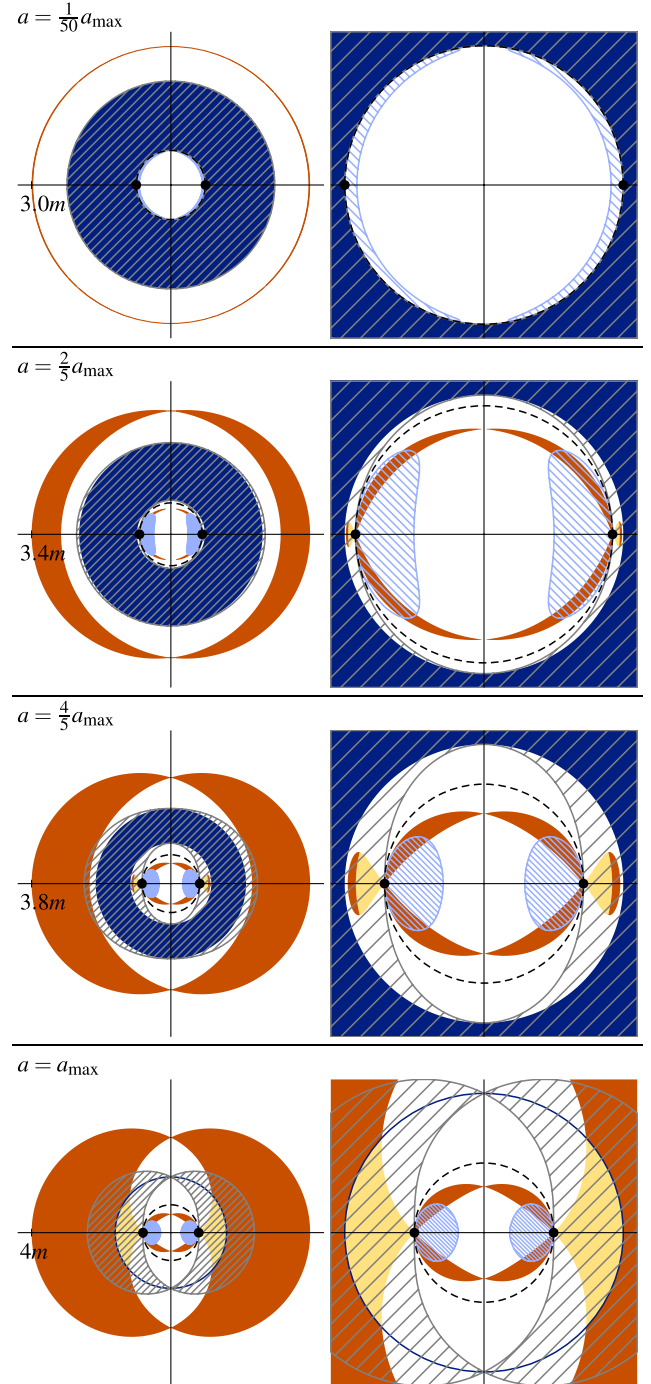 a = 1/50 a_max
3.0m
a = 2/5 a_max
3.4m
a = 4/5 a_max
3.8m
a = a_max
4m